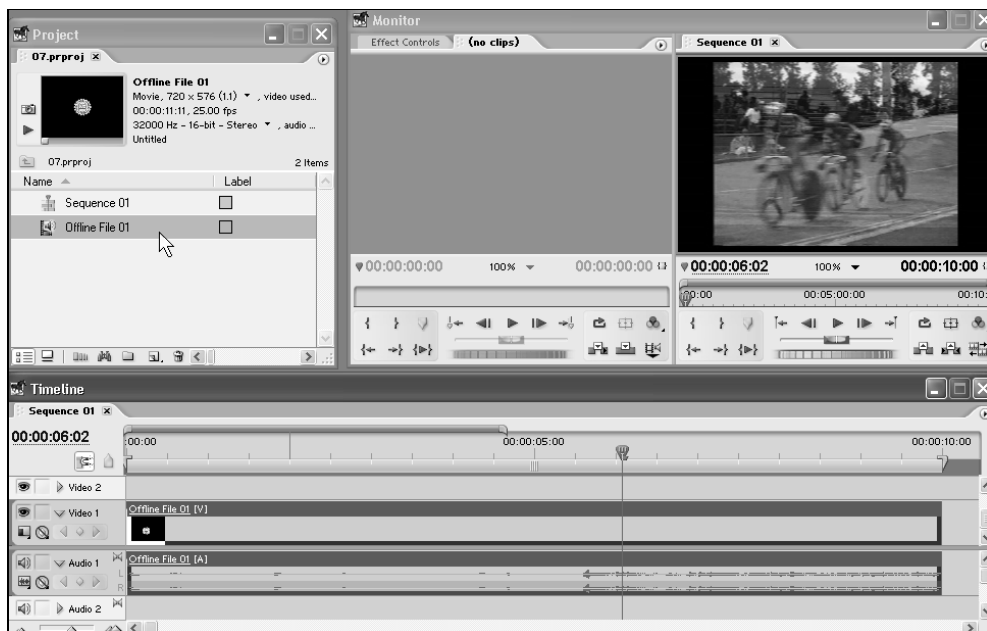 Project
07.prproj
Offline File 01
Movie, 720 x 576 (1.1) , video used...
00:00:11:11, 25.00 fps
32000 Hz - 16-bit - Stereo , audio ...
Untitled
07.prproj 2 Items
Name Label
Sequence 01
Offline File 01
Monitor
Effect Controls (no clips)
00:00:00:00 100% 00:00:00:00
Sequence 01
00:00:06:02 100% 00:00:10:00
00:00 00:05:00:00 00:10:
Timeline
Sequence 01
00:00:06:02 :00:00 00:00:05:00 00:00:10:00
Video 2
Video 1 Offline File 01 [V]
Audio 1 Offline File 01 [A]
L
R
Audio 2